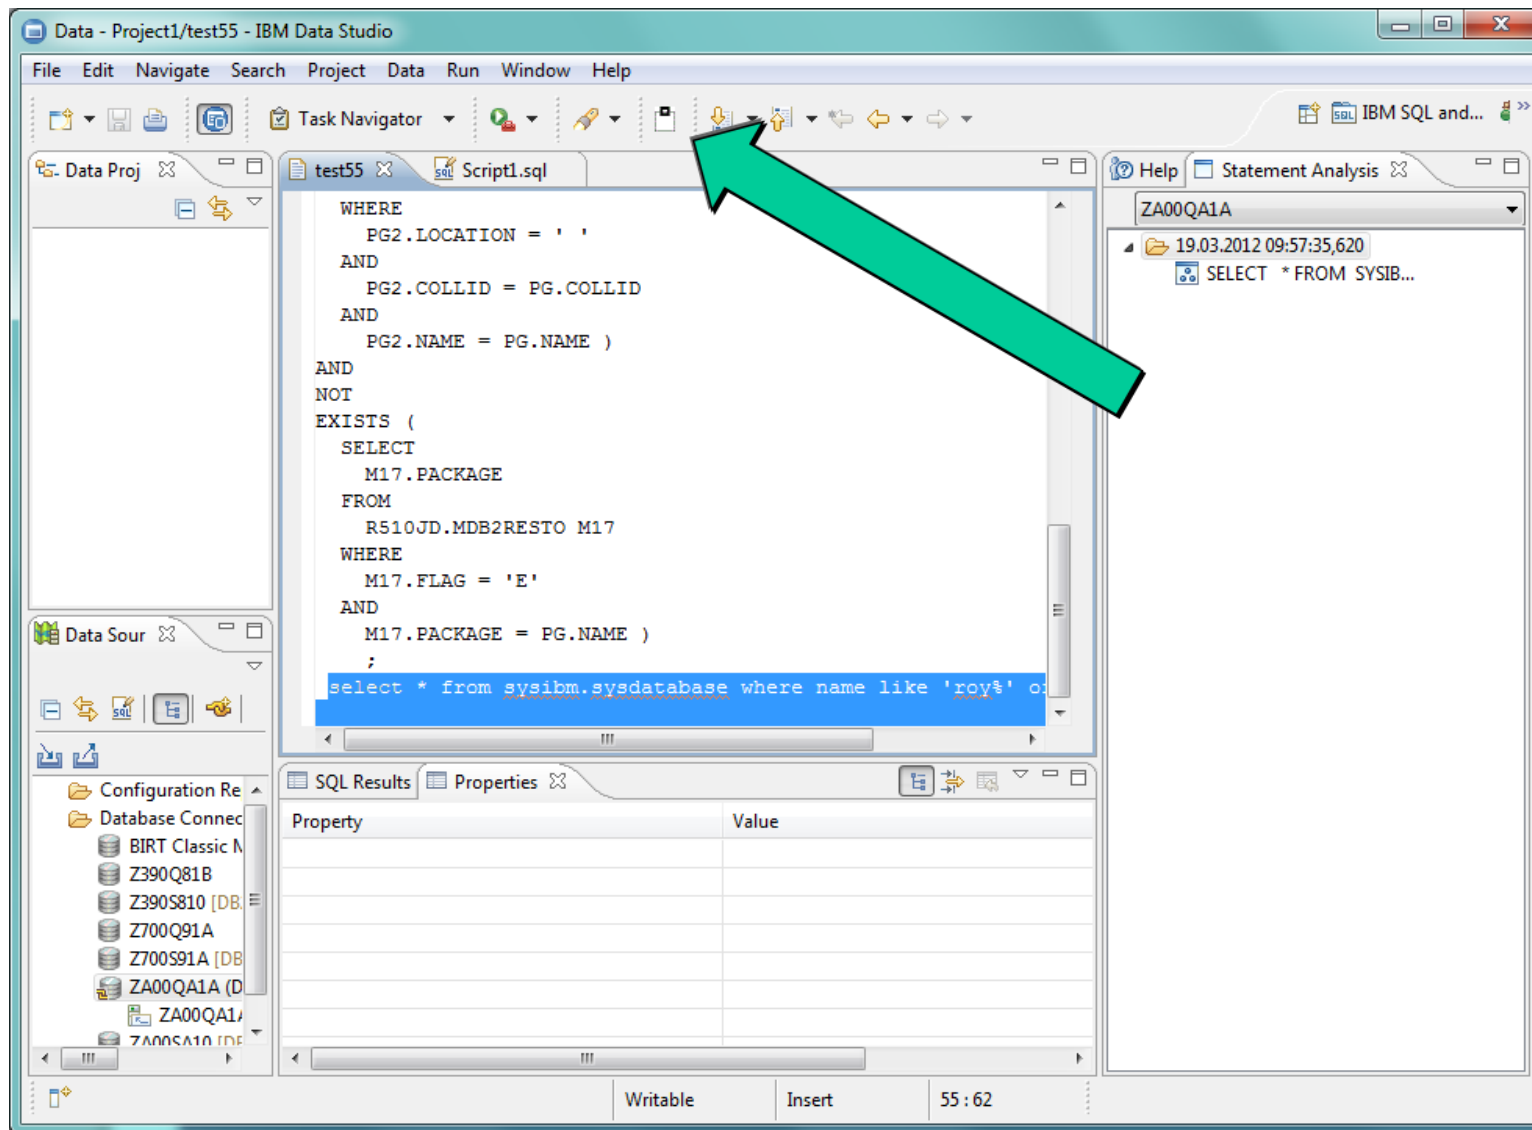 Data - Project1/test55 - IBM Data Studio
File Edit Navigate Search Project Data Run Window Help
Task Navigator
IBM SQL and...
Data Proj
test55
Script1.sql
WHERE
PG2.LOCATION = ' '
AND
PG2.COLLID = PG.COLLID
AND
PG2.NAME = PG.NAME )
AND
NOT
EXISTS (
SELECT
M17.PACKAGE
FROM
R510JD.MDB2RESTO M17
WHERE
M17.FLAG = 'E'
AND
M17.PACKAGE = PG.NAME )
;
select * from sysibm.sysdatabase where name like 'roy%' o
Help
Statement Analysis
ZA00QA1A
19.03.2012 09:57:35,620
SELECT * FROM SYSIB...
Data Sour
Configuration Re
Database Connec
BIRT Classic
Z390Q81B
Z390S810 [DB
Z700Q91A
Z700S91A [DB
ZA00QA1A (D
ZA00QA1
ZA00SA10 [DE
SQL Results
Properties
Property Value
Writable Insert 55 : 62